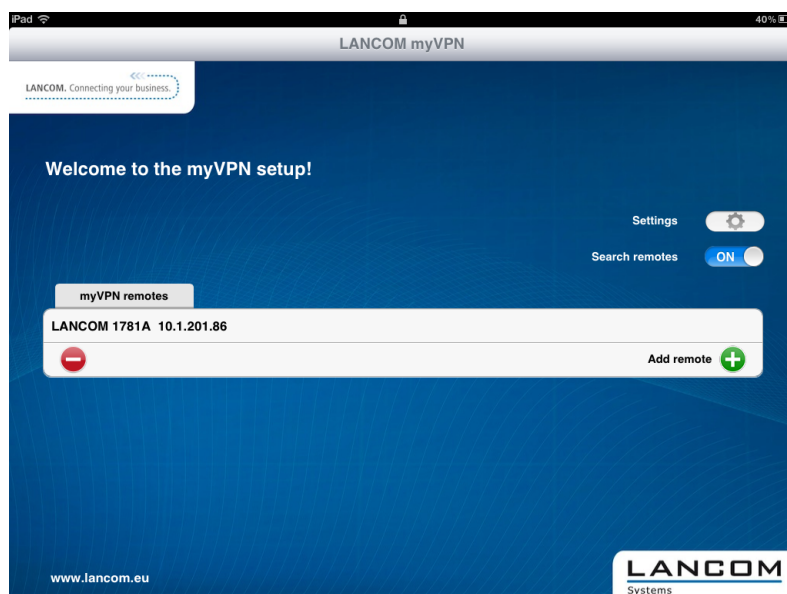 iPad 40%
LANCOM myVPN
LANCOM. Connecting your business.
Welcome to the myVPN setup!
Settings
Search remotes ON
myVPN remotes
LANCOM 1781A 10.1.201.86
Add remote
www.lancom.eu
LANCOM
Systems